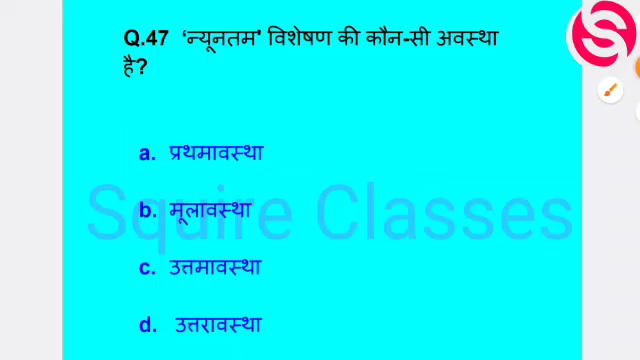 Q.47 ‘न्यूनतम' विशेषण की कौन-सी अवस्था
है?
a. प्रथमावस्था
b. मूलावस्था
Squire Classes
c. उत्तमावस्था
d. उत्तरावस्था